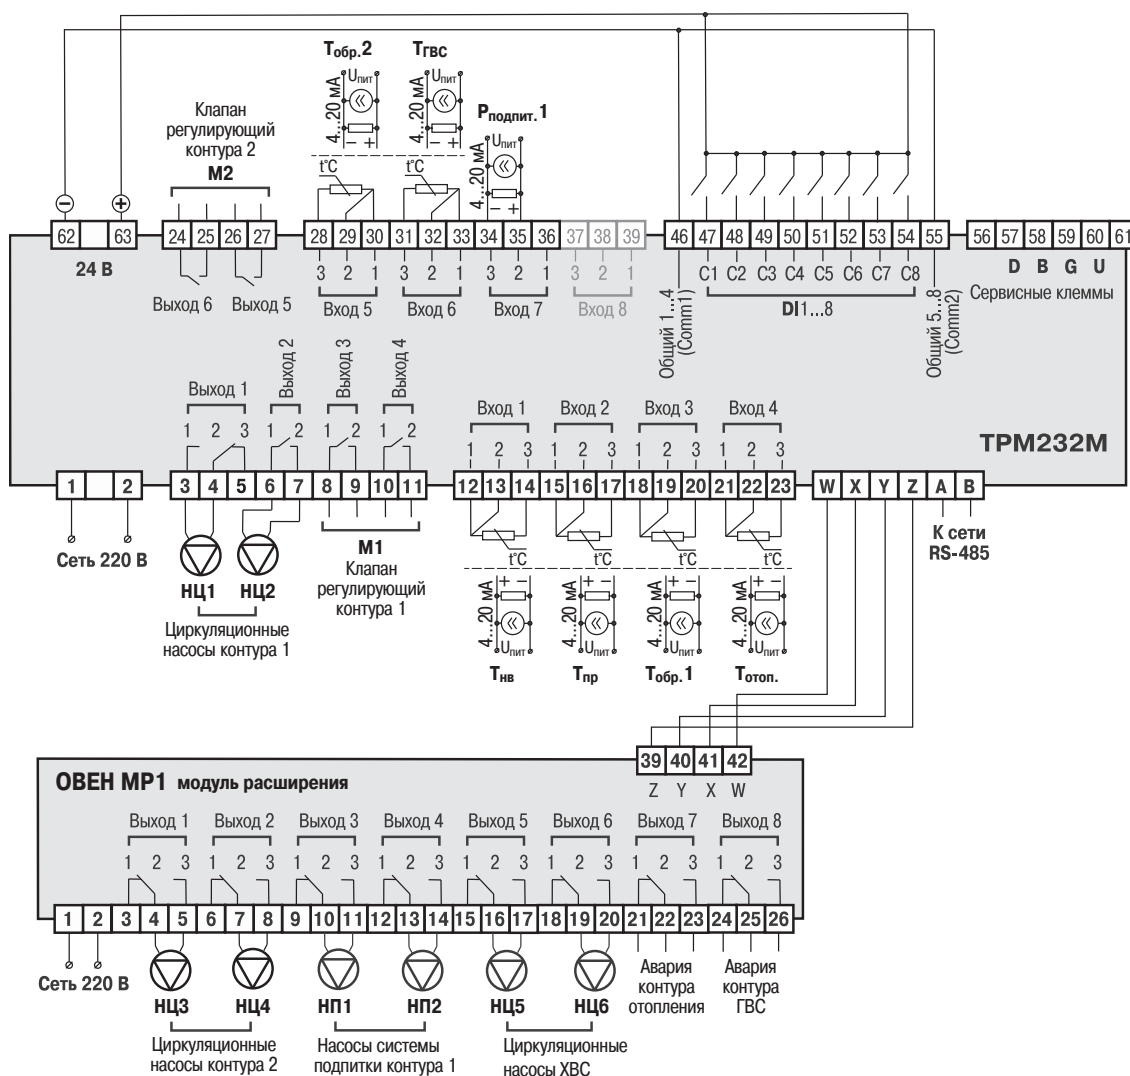 Tобр.2 TГВС
Uпит Uпит
4...20 мА 4...20 мА
Pподпит.1
Uпит
4...20 мА
Клапан
регулирующий
контура 2
M2
− + − +
t°C t°C
− +
− +
62 63 24 25 26 27 28 29 30 31 32 33 34 35 36 37 38 39 46 47 48 49 50 51 52 53 54 55 56 57 58 59 60 61
24 В
3 2 1 3 2 1 3 2 1 3 2 1
C1 C2 C3 C4 C5 C6 C7 C8
D B G U
Сервисные клеммы
Выход 6 Выход 5
Вход 5 Вход 6 Вход 7 Вход 8
Общий 1...4
(Comm1)
DI1...8
Общий 5...8
(Comm2)
Выход 1 Выход 2 Выход 3 Выход 4
Вход 1 Вход 2 Вход 3 Вход 4
1 2 3 1 2 1 2 1 2
1 2 3 1 2 3 1 2 3 1 2 3
ТРМ232М
1 2 3 4 5 6 7 8 9 10 11 12 13 14 15 16 17 18 19 20 21 22 23 W X Y Z A B
Сеть 220 В
НЦ1 НЦ2
Циркуляционные
насосы контура 1
M1
Клапан
регулирующий
контура 1
t°C t°C t°C t°C
+ − + − + − + −
4...20 мА 4...20 мА 4...20 мА 4...20 мА
Uпит Uпит Uпит Uпит
Tнв Tпр Tобр.1 Tотоп.
К сети
RS-485
39 40 41 42
Z Y X W
ОВЕН МР1 модуль расширения
Выход 1 Выход 2 Выход 3 Выход 4 Выход 5 Выход 6 Выход 7 Выход 8
1 2 3 1 2 3 1 2 3 1 2 3 1 2 3 1 2 3 1 2 3 1 2 3
1 2 3 4 5 6 7 8 9 10 11 12 13 14 15 16 17 18 19 20 21 22 23 24 25 26
Сеть 220 В
НЦ3 НЦ4 НП1 НП2 НЦ5 НЦ6
Циркуляционные
насосы контура 2
Насосы системы
подпитки контура 1
Циркуляционные
насосы ХВС
Авария
контура
отопления
Авария
контура
ГВС